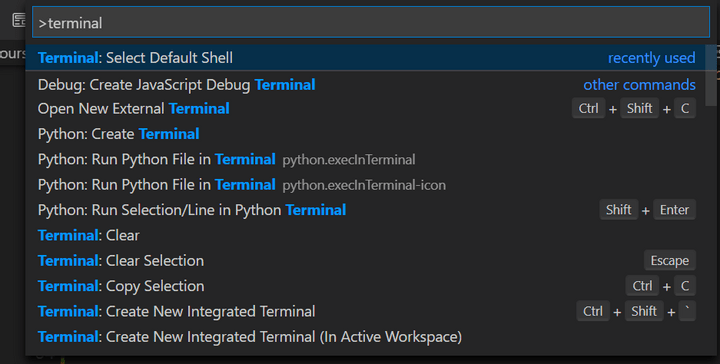 >terminal
ours
Terminal: Select Default Shell recently used
Debug: Create JavaScript Debug Terminal other commands
Open New External Terminal Ctrl + Shift + C
Python: Create Terminal
Python: Run Python File in Terminal python.execInTerminal
Python: Run Python File in Terminal python.execInTerminal-icon
Python: Run Selection/Line in Python Terminal Shift + Enter
Terminal: Clear
Terminal: Clear Selection Escape
Terminal: Copy Selection Ctrl + C
Terminal: Create New Integrated Terminal Ctrl + Shift + `
Terminal: Create New Integrated Terminal (In Active Workspace)